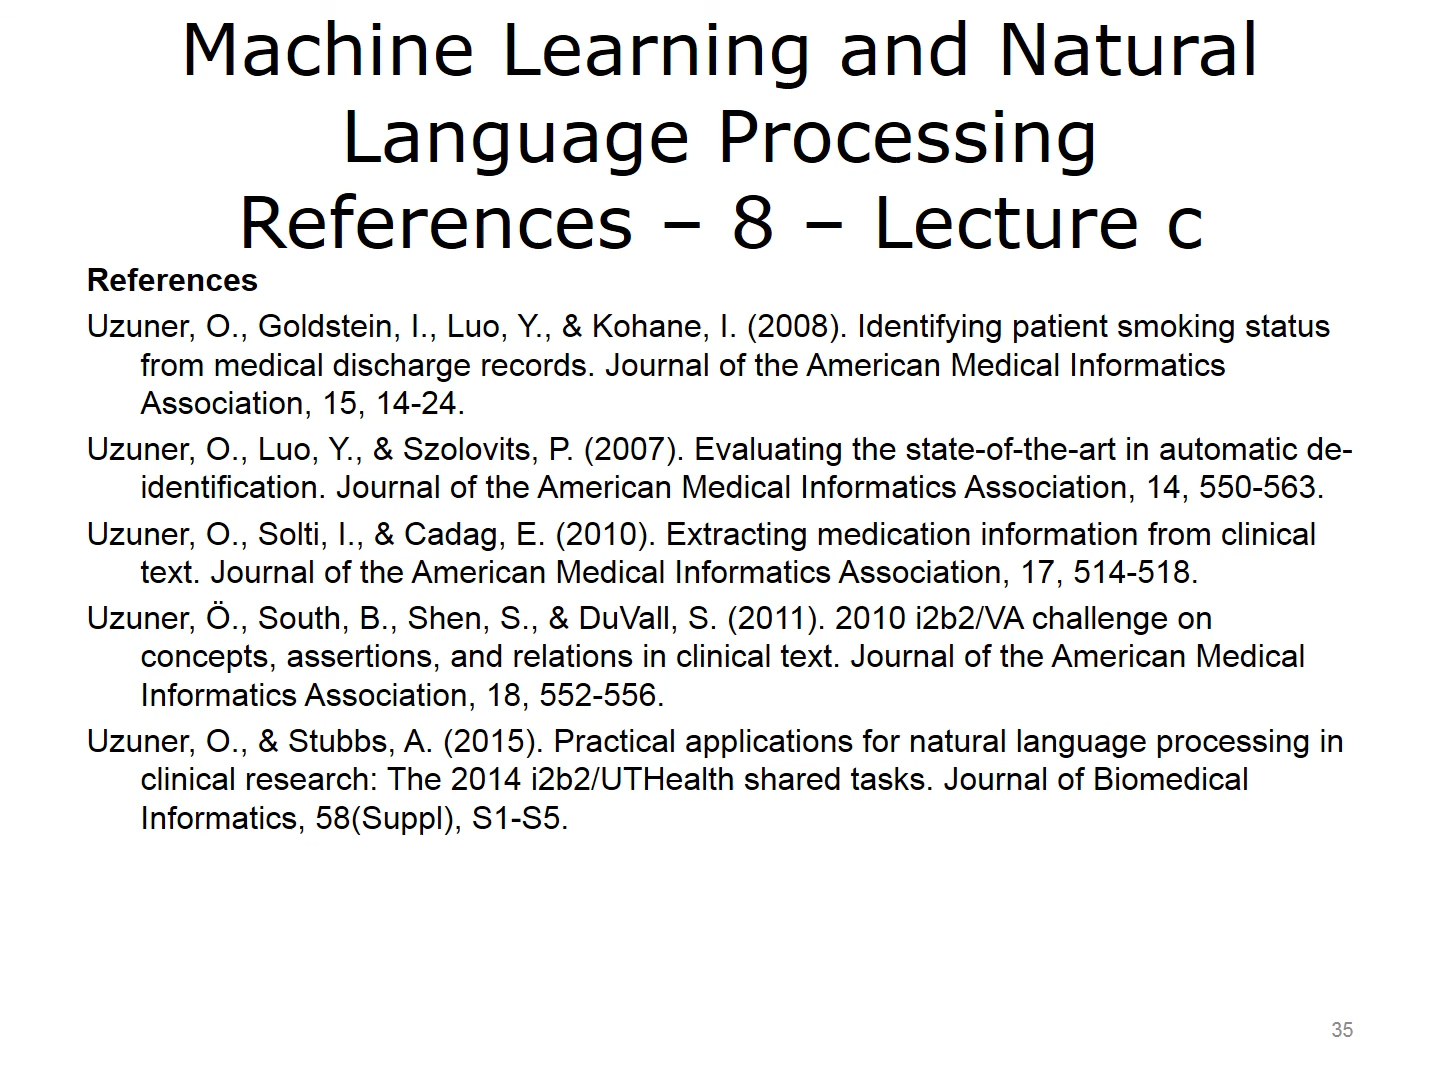 Machine Learning and Natural
Language Processing
References – 8 – Lecture c
References
Uzuner, O., Goldstein, I., Luo, Y., & Kohane, I. (2008). Identifying patient smoking status
from medical discharge records. Journal of the American Medical Informatics
Association, 15, 14-24.
Uzuner, O., Luo, Y., & Szolovits, P. (2007). Evaluating the state-of-the-art in automatic de-
identification. Journal of the American Medical Informatics Association, 14, 550-563.
Uzuner, O., Solti, I., & Cadag, E. (2010). Extracting medication information from clinical
text. Journal of the American Medical Informatics Association, 17, 514-518.
Uzuner, Ö., South, B., Shen, S., & DuVall, S. (2011). 2010 i2b2/VA challenge on
concepts, assertions, and relations in clinical text. Journal of the American Medical
Informatics Association, 18, 552-556.
Uzuner, O., & Stubbs, A. (2015). Practical applications for natural language processing in
clinical research: The 2014 i2b2/UTHealth shared tasks. Journal of Biomedical
Informatics, 58(Suppl), S1-S5.
35